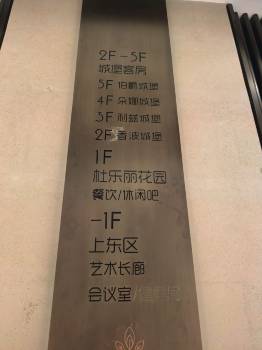 2F-5F
城堡客房
5F 伯爵城堡
4F 朵娜城堡
3F 利兹城堡
2F 香波城堡
1F
杜乐丽花园
餐饮/休闲吧
-1F
上东区
艺术长廊
会议室/